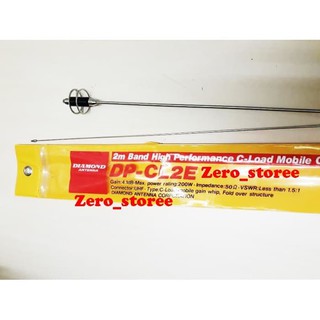 2m Band High Performance C-Load Mobile
DIAMOND
ANTENNA
DP-CL2E
Zero_storee
Gain 4.1dB Max. power rating 200W · Impedance:50Ω · VSWR:Less than 1.5:1
Connector UHF · Type C-Load mobile gain whip, Fold over structure
DIAMOND ANTENNA CORPORATION
Zero_storee